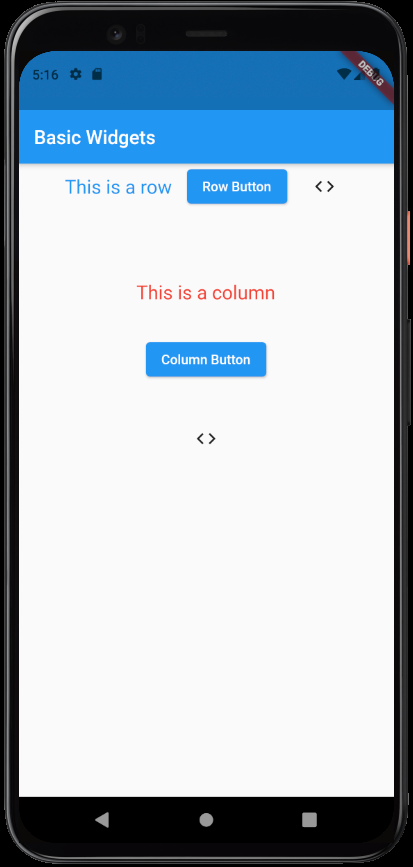 5:16
DEBUG
Basic Widgets
This is a row Row Button <>
This is a column
Column Button
<>